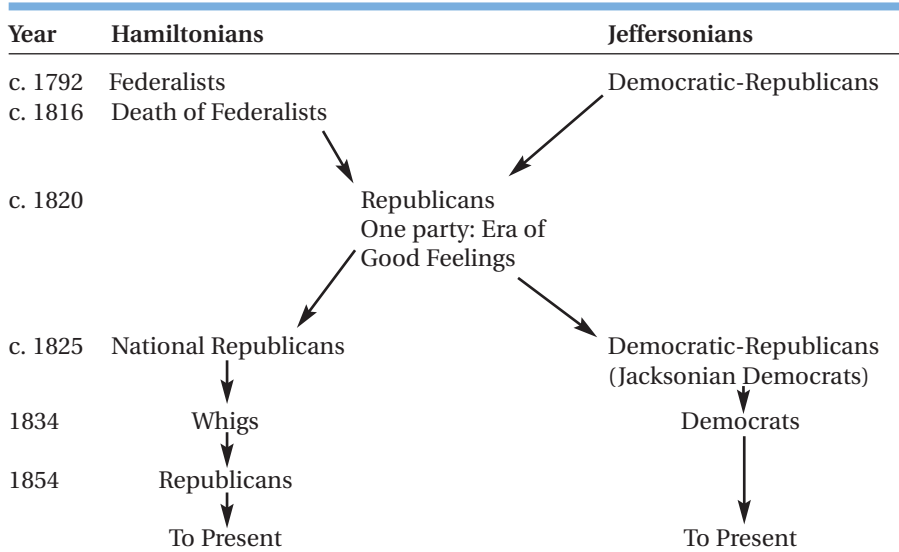 Year Hamiltonians Jeffersonians
c. 1792 Federalists Democratic-Republicans
c. 1816 Death of Federalists
c. 1820 Republicans
One party: Era of
Good Feelings
c. 1825 National Republicans Democratic-Republicans
(Jacksonian Democrats)
1834 Whigs Democrats
1854 Republicans
To Present To Present